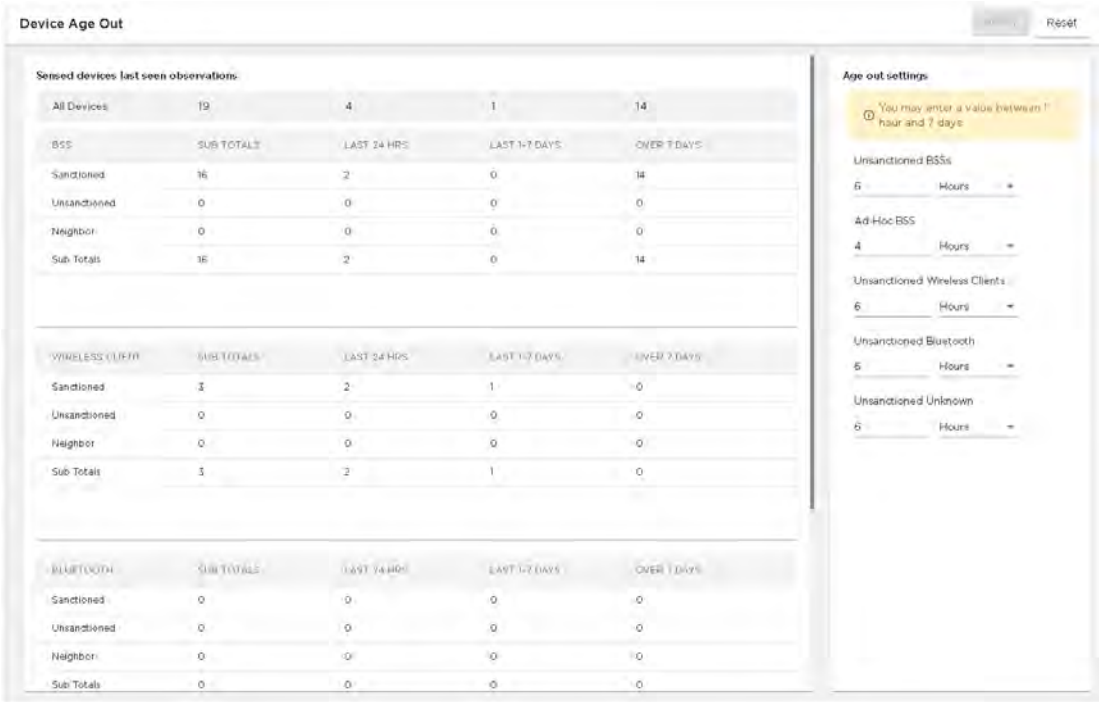 Device Age Out
Reset
Sensed devices last seen observations
All Devices 19 4 1 14
BSS SUB TOTALS LAST 24 HRS LAST 1-7 DAYS OVER 7 DAYS
Sanctioned 16 2 0 14
Unsanctioned 0 0 0 0
Neighbor 0 0 0 0
Sub Totals 16 2 0 14
WIRELESS CLIENT SUB TOTALS LAST 24 HRS LAST 1-7 DAYS OVER 7 DAYS
Sanctioned 3 2 1 0
Unsanctioned 0 0 0 0
Neighbor 0 0 0 0
Sub Totals 3 2 1 0
BLUETOOTH SUB TOTALS LAST 24 HRS LAST 1-7 DAYS OVER 7 DAYS
Sanctioned 0 0 0 0
Unsanctioned 0 0 0 0
Neighbor 0 0 0 0
Sub Totals 0 0 0 0
Age out settings
You may enter a value between 1
hour and 7 days
Unsanctioned BSSs
6 Hours
Ad-Hoc BSS
4 Hours
Unsanctioned Wireless Clients
6 Hours
Unsanctioned Bluetooth
6 Hours
Unsanctioned Unknown
6 Hours